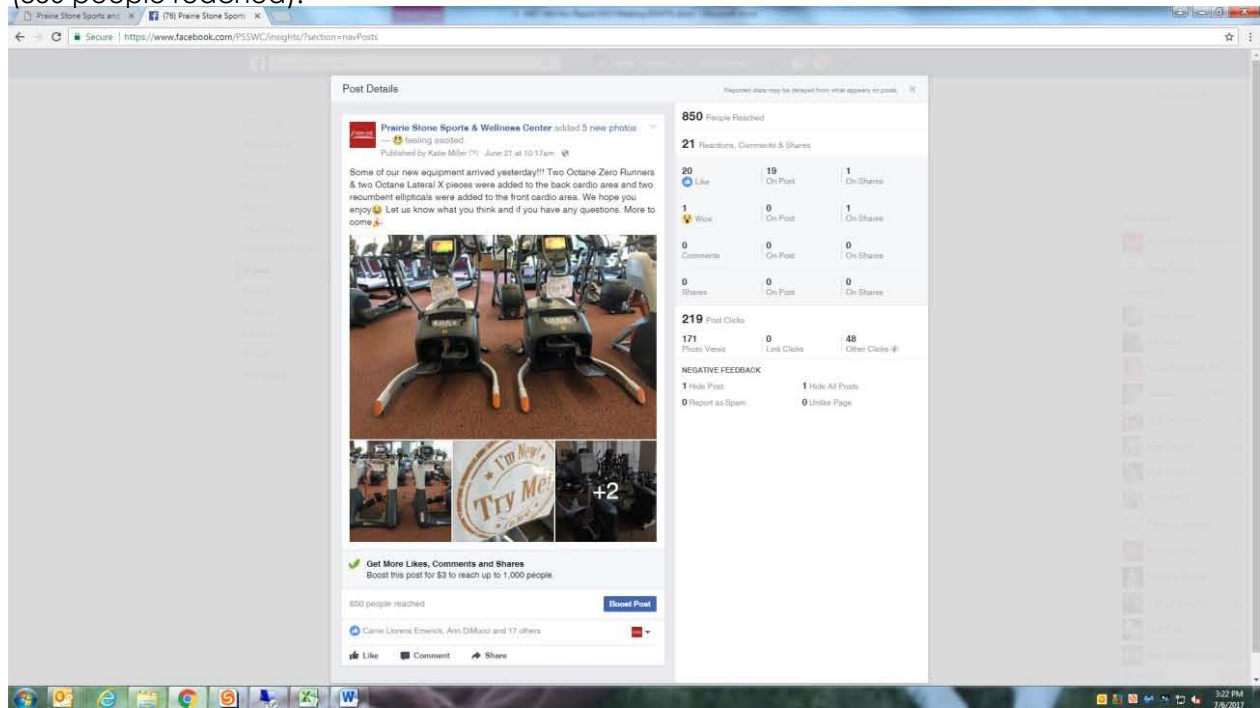 (850 people reached).
Prairie Stone Sports and
(76) Prairie Stone Sports
Secure | https://www.facebook.com/PSSWC/insights/?section=navPosts
Post Details
Reported stats may be delayed from what appears on posts
Prairie Stone Sports & Wellness Center added 5 new photos
— feeling excited.
Published by Katie Miller [?] · June 21 at 10:17am
Some of our new equipment arrived yesterday!!! Two Octane Zero Runners
& two Octane Lateral X pieces were added to the back cardio area and two
recumbent ellipticals were added to the front cardio area. We hope you
enjoy Let us know what you think and if you have any questions. More to
come
I'm New!
Try Me!
+2
Get More Likes, Comments and Shares
Boost this post for $3 to reach up to 1,000 people.
850 people reached
Boost Post
Carrie Llorens Emerick, Ann DiMucci and 17 others
Like Comment Share
850 People Reached
21 Reactions, Comments & Shares
20 19 1
Like On Post On Shares
1 0 1
Wow On Post On Shares
0 0 0
Comments On Post On Shares
0 0 0
Shares On Post On Shares
219 Post Clicks
171 0 48
Photo Views Link Clicks Other Clicks
NEGATIVE FEEDBACK
1 Hide Post 1 Hide All Posts
0 Report as Spam 0 Unlike Page
3:22 PM
7/6/2017